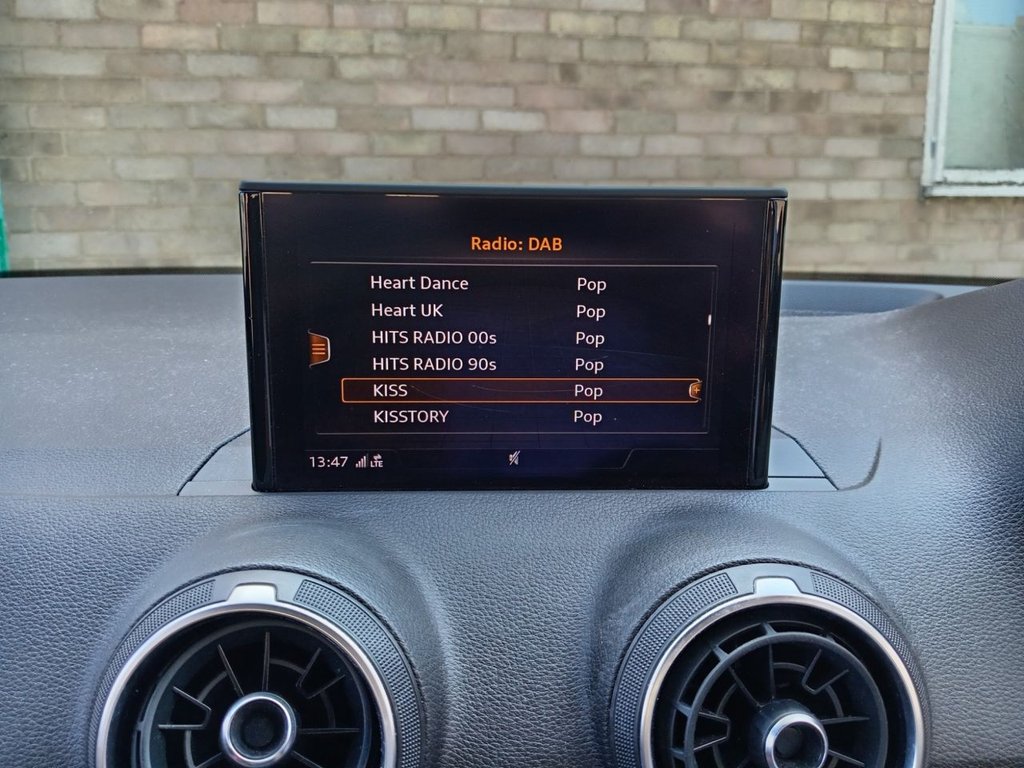 Radio: DAB
Heart Dance Pop
Heart UK Pop
HITS RADIO 00s Pop
HITS RADIO 90s Pop
KISS Pop
KISSTORY Pop
13:47 LTE